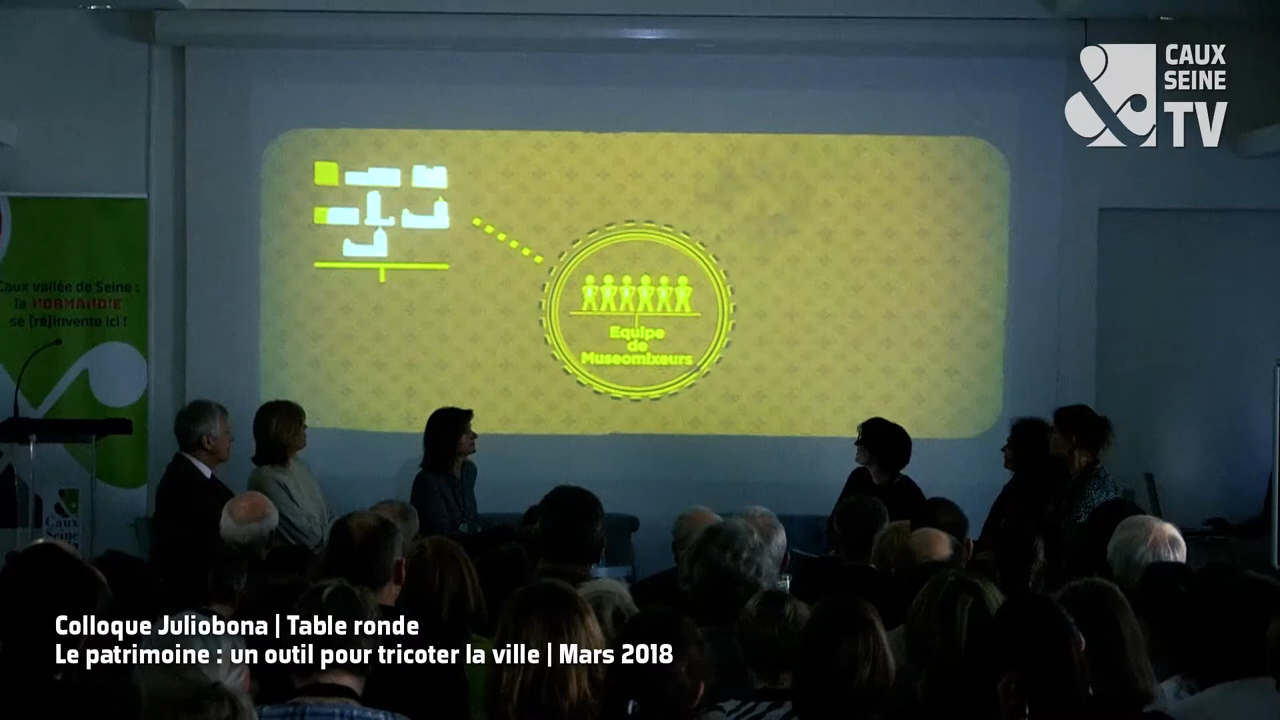 CAUX
SEINE
TV
Caux vallée de Seine :
la NORMANDIE
se [ré]invente ici !
Equipe
de
Museomixeurs
Caux
Seine
Colloque Juliobona | Table ronde
Le patrimoine : un outil pour tricoter la ville | Mars 2018